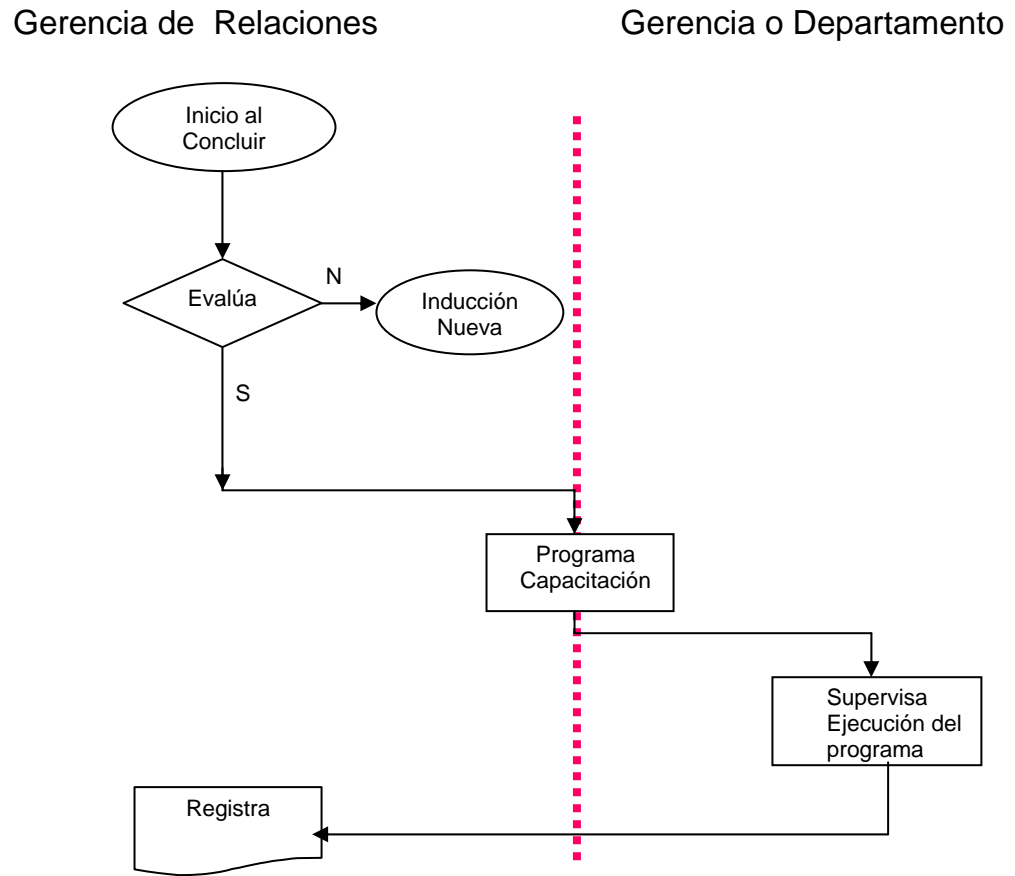 Gerencia de Relaciones
Gerencia o Departamento
Inicio al
Concluir
Evalúa
N
Inducción
Nueva
S
Programa
Capacitación
Supervisa
Ejecución del
programa
Registra